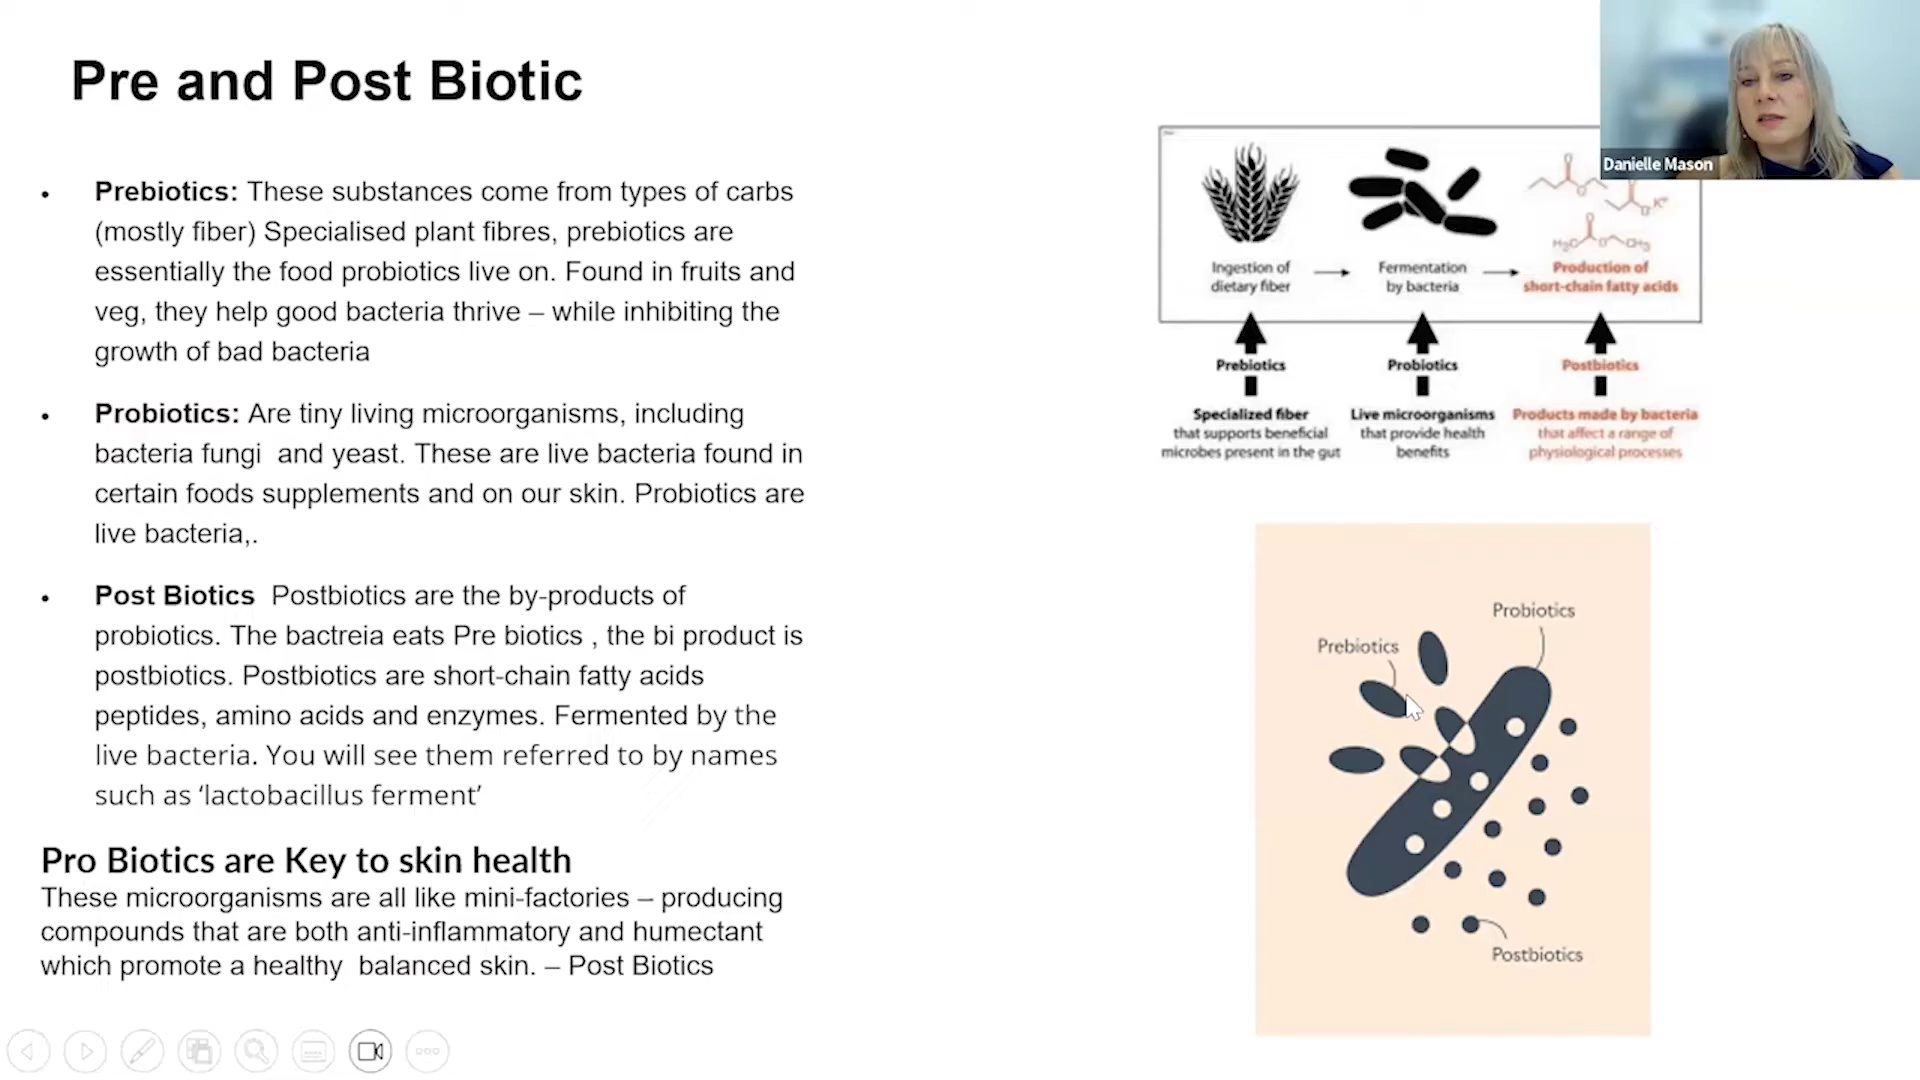 Pre and Post Biotic
Danielle Mason
• Prebiotics: These substances come from types of carbs
(mostly fiber) Specialised plant fibres, prebiotics are
essentially the food probiotics live on. Found in fruits and
veg, they help good bacteria thrive – while inhibiting the
growth of bad bacteria
• Probiotics: Are tiny living microorganisms, including
bacteria fungi  and yeast. These are live bacteria found in
certain foods supplements and on our skin. Probiotics are
live bacteria,.
• Post Biotics  Postbiotics are the by-products of
probiotics. The bactreia eats Pre biotics , the bi product is
postbiotics. Postbiotics are short-chain fatty acids
peptides, amino acids and enzymes. Fermented by the
live bacteria. You will see them referred to by names
such as ‘lactobacillus ferment’
Pro Biotics are Key to skin health
These microorganisms are all like mini-factories – producing
compounds that are both anti-inflammatory and humectant
which promote a healthy  balanced skin. – Post Biotics
Ingestion of
dietary fiber
Fermentation
by bacteria
H₃C O CH₃
Production of
short-chain fatty acids
Prebiotics
Probiotics
Postbiotics
Specialized fiber
that supports beneficial
microbes present in the gut
Live microorganisms
that provide health
benefits
Products made by bacteria
that affect a range of
physiological processes
Probiotics
Prebiotics
Postbiotics